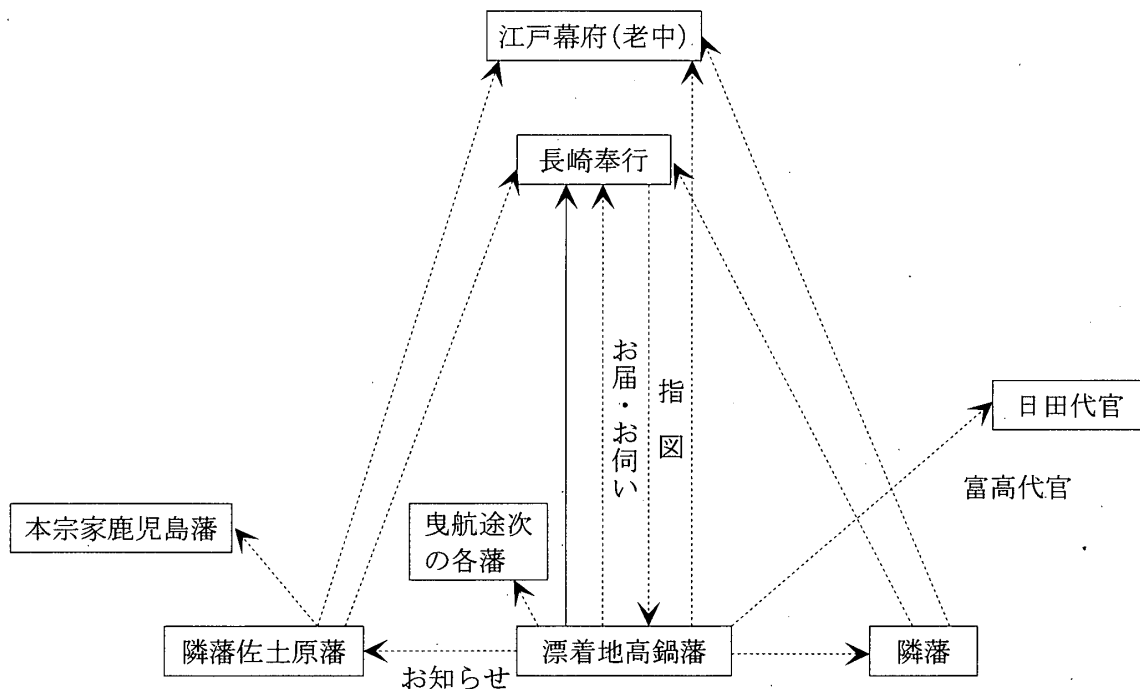 江戸幕府(老中)
長崎奉行
お届・お伺い
指図
日田代官
富高代官
本宗家鹿児島藩
曳航途次
の各藩
隣藩佐土原藩
漂着地高鍋藩
隣藩
お知らせ